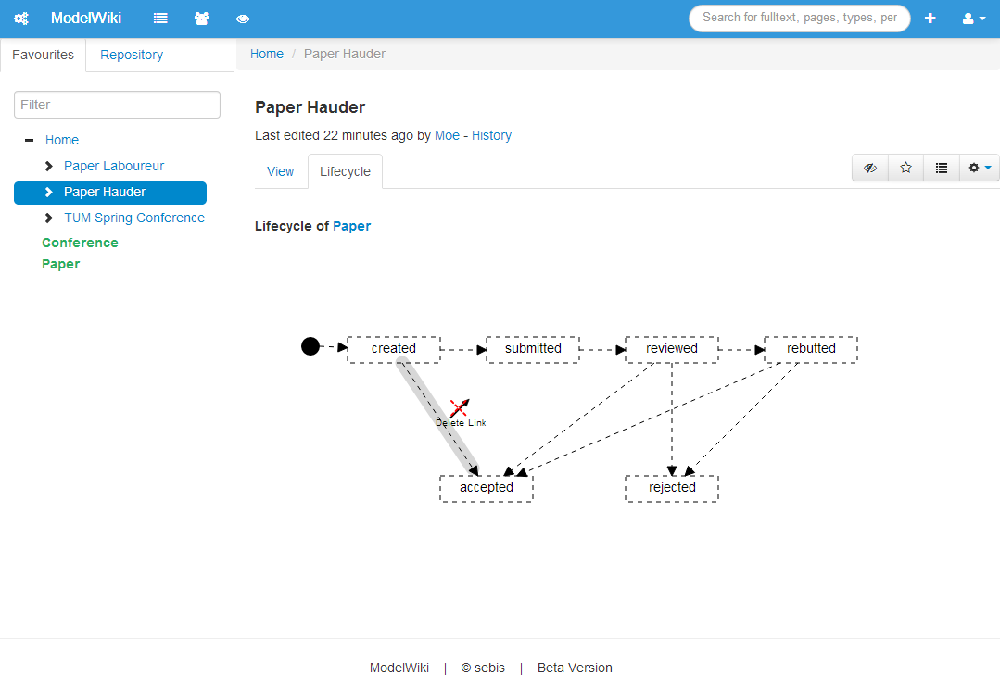 ModelWiki
Search for fulltext, pages, types, per
Favourites Repository
Home / Paper Hauder
Filter
Home
Paper Laboureur
Paper Hauder
TUM Spring Conference
Conference
Paper
Paper Hauder
Last edited 22 minutes ago by Moe - History
View Lifecycle
Lifecycle of Paper
created submitted reviewed rebutted
Delete Link
accepted rejected
ModelWiki | © sebis | Beta Version